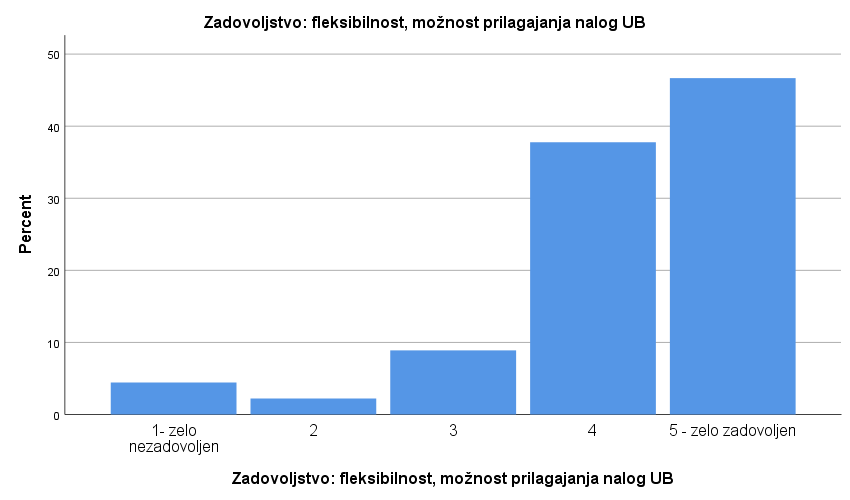 Zadovoljstvo: fleksibilnost, možnost prilagajanja nalog UB
Percent
50
40
30
20
10
0
1- zelo
nezadovoljen
2
3
4
5 - zelo zadovoljen
Zadovoljstvo: fleksibilnost, možnost prilagajanja nalog UB